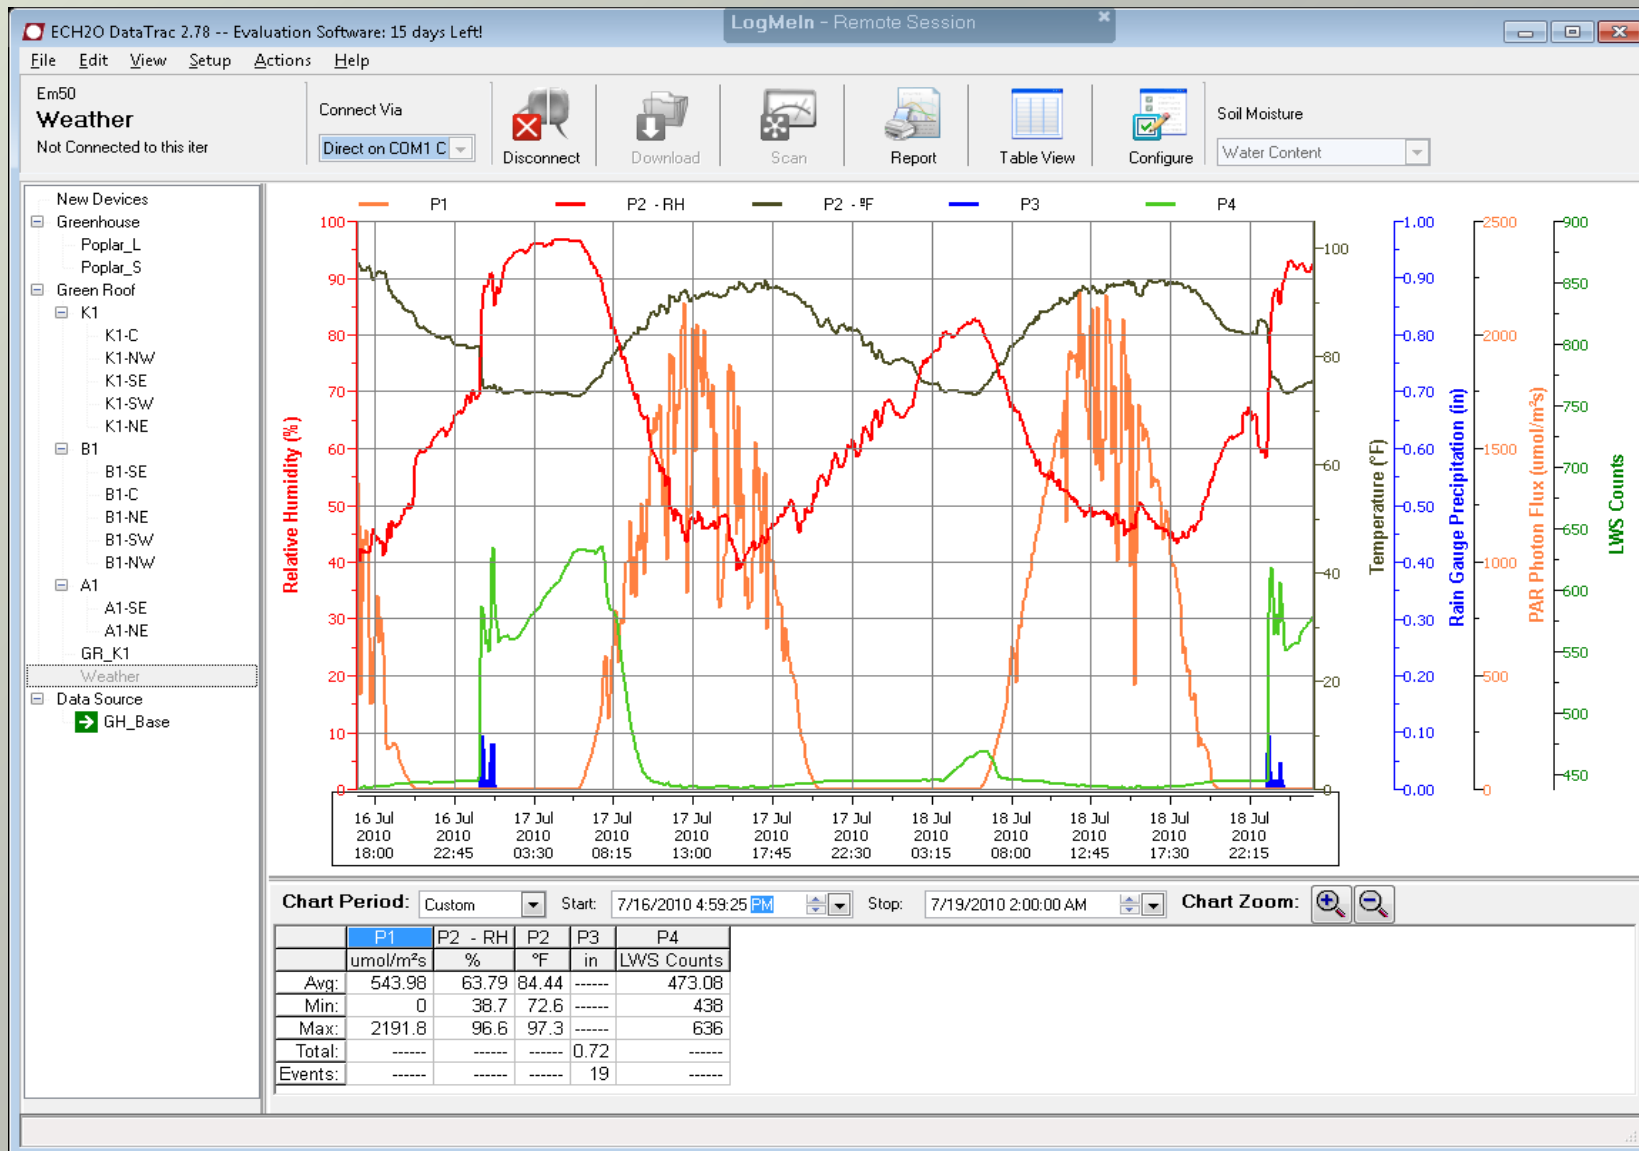 LogMeIn - Remote Session
ECH2O DataTrac 2.78 -- Evaluation Software: 15 days Left!
File Edit View Setup Actions Help
Em50
Weather
Not Connected to this iter
Connect Via
Direct on COM1 C
Disconnect
Download
Scan
Report
Table View
Configure
Soil Moisture
Water Content
New Devices
Greenhouse
Poplar_L
Poplar_S
Green Roof
K1
K1-C
K1-NW
K1-SE
K1-SW
K1-NE
B1
B1-SE
B1-C
B1-NE
B1-SW
B1-NW
A1
A1-SE
A1-NE
GR_K1
Weather
Data Source
GH_Base
P1 P2 - RH P2 - ºF P3 P4
Relative Humidity (%)
100
90
80
70
60
50
40
30
20
10
0
Temperature (°F)
100
80
60
40
20
0
Rain Gauge Precipitation (in)
1.00
0.90
0.80
0.70
0.60
0.50
0.40
0.30
0.20
0.10
0.00
PAR Photon Flux (umol/m²s)
2500
2000
1500
1000
500
0
LWS Counts
900
850
800
750
700
650
600
550
500
450
16 Jul 16 Jul 17 Jul 17 Jul 17 Jul 17 Jul 17 Jul 18 Jul 18 Jul 18 Jul 18 Jul 18 Jul
2010 2010 2010 2010 2010 2010 2010 2010 2010 2010 2010 2010
18:00 22:45 03:30 08:15 13:00 17:45 22:30 03:15 08:00 12:45 17:30 22:15
Chart Period: Custom Start: 7/16/2010 4:59:25 PM Stop: 7/19/2010 2:00:00 AM Chart Zoom:
P1 P2 - RH P2 P3 P4
umol/m²s % °F in LWS Counts
Avg: 543.98 63.79 84.44 ------ 473.08
Min: 0 38.7 72.6 ------ 438
Max: 2191.8 96.6 97.3 ------ 636
Total: ------ ------ ------ 0.72 ------
Events: ------ ------ ------ 19 ------